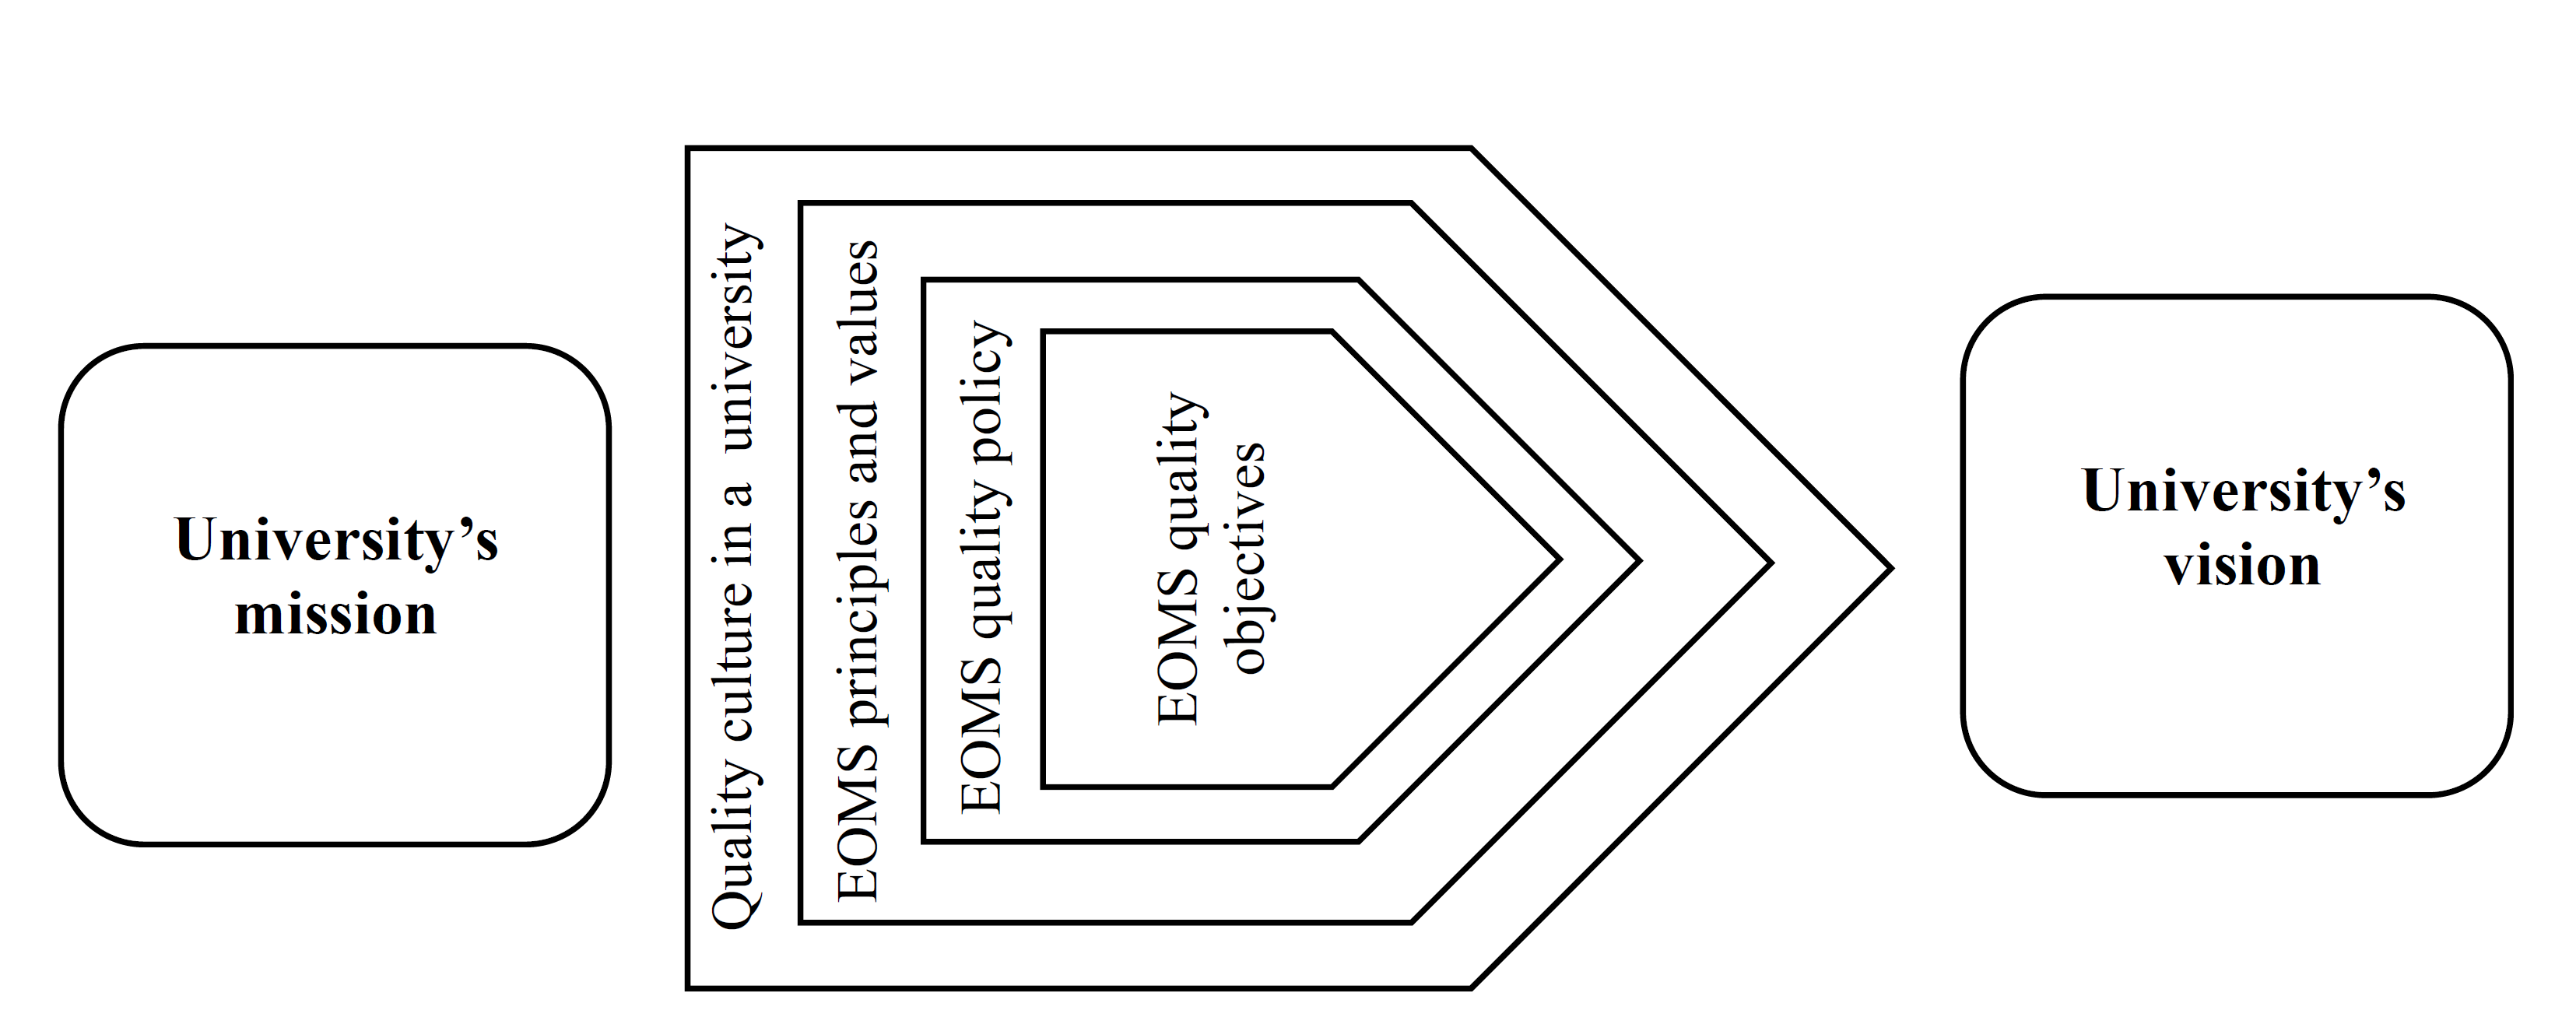 University’s
mission
Quality culture in a university
EOMS principles and values
EOMS quality policy
EOMS quality
objectives
University’s
vision